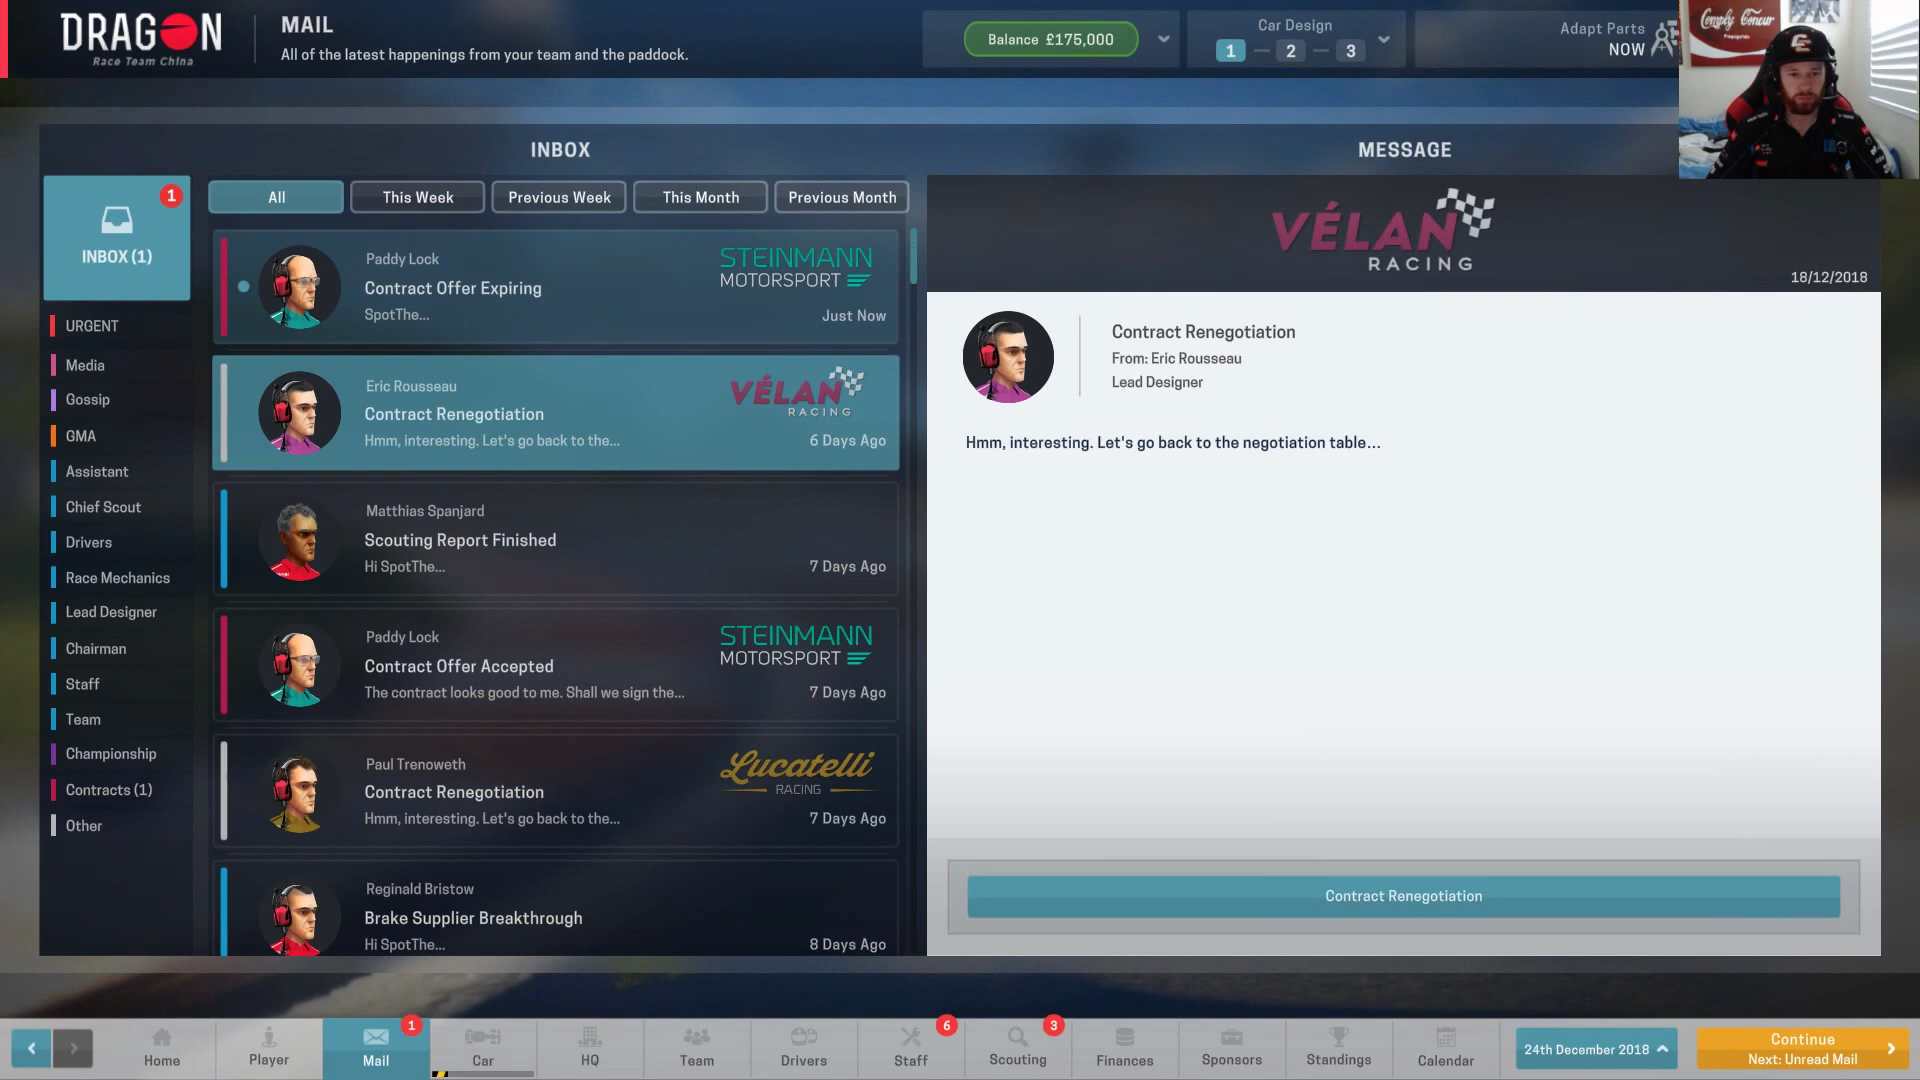 DRAGON
Race Team China
MAIL
All of the latest happenings from your team and the paddock.
Balance £175,000
Car Design
1 2 3
Adapt Parts
NOW
Comply Concur
INBOX
MESSAGE
1
INBOX (1)
URGENT
Media
Gossip
GMA
Assistant
Chief Scout
Drivers
Race Mechanics
Lead Designer
Chairman
Staff
Team
Championship
Contracts (1)
Other
All
This Week
Previous Week
This Month
Previous Month
Paddy Lock
Contract Offer Expiring
SpotThe...
STEINMANN
MOTORSPORT
Just Now
Eric Rousseau
Contract Renegotiation
Hmm, interesting. Let's go back to the...
VÉLAN
RACING
6 Days Ago
Matthias Spanjard
Scouting Report Finished
Hi SpotThe...
7 Days Ago
Paddy Lock
Contract Offer Accepted
The contract looks good to me. Shall we sign the...
STEINMANN
MOTORSPORT
7 Days Ago
Paul Trenoweth
Contract Renegotiation
Hmm, interesting. Let's go back to the...
Lucatelli
RACING
7 Days Ago
Reginald Bristow
Brake Supplier Breakthrough
Hi SpotThe...
8 Days Ago
VÉLAN
RACING
18/12/2018
Contract Renegotiation
From: Eric Rousseau
Lead Designer
Hmm, interesting. Let's go back to the negotiation table...
Contract Renegotiation
Home
Player
1
Mail
Car
HQ
Team
Drivers
6
Staff
3
Scouting
Finances
Sponsors
Standings
Calendar
24th December 2018
Continue
Next: Unread Mail